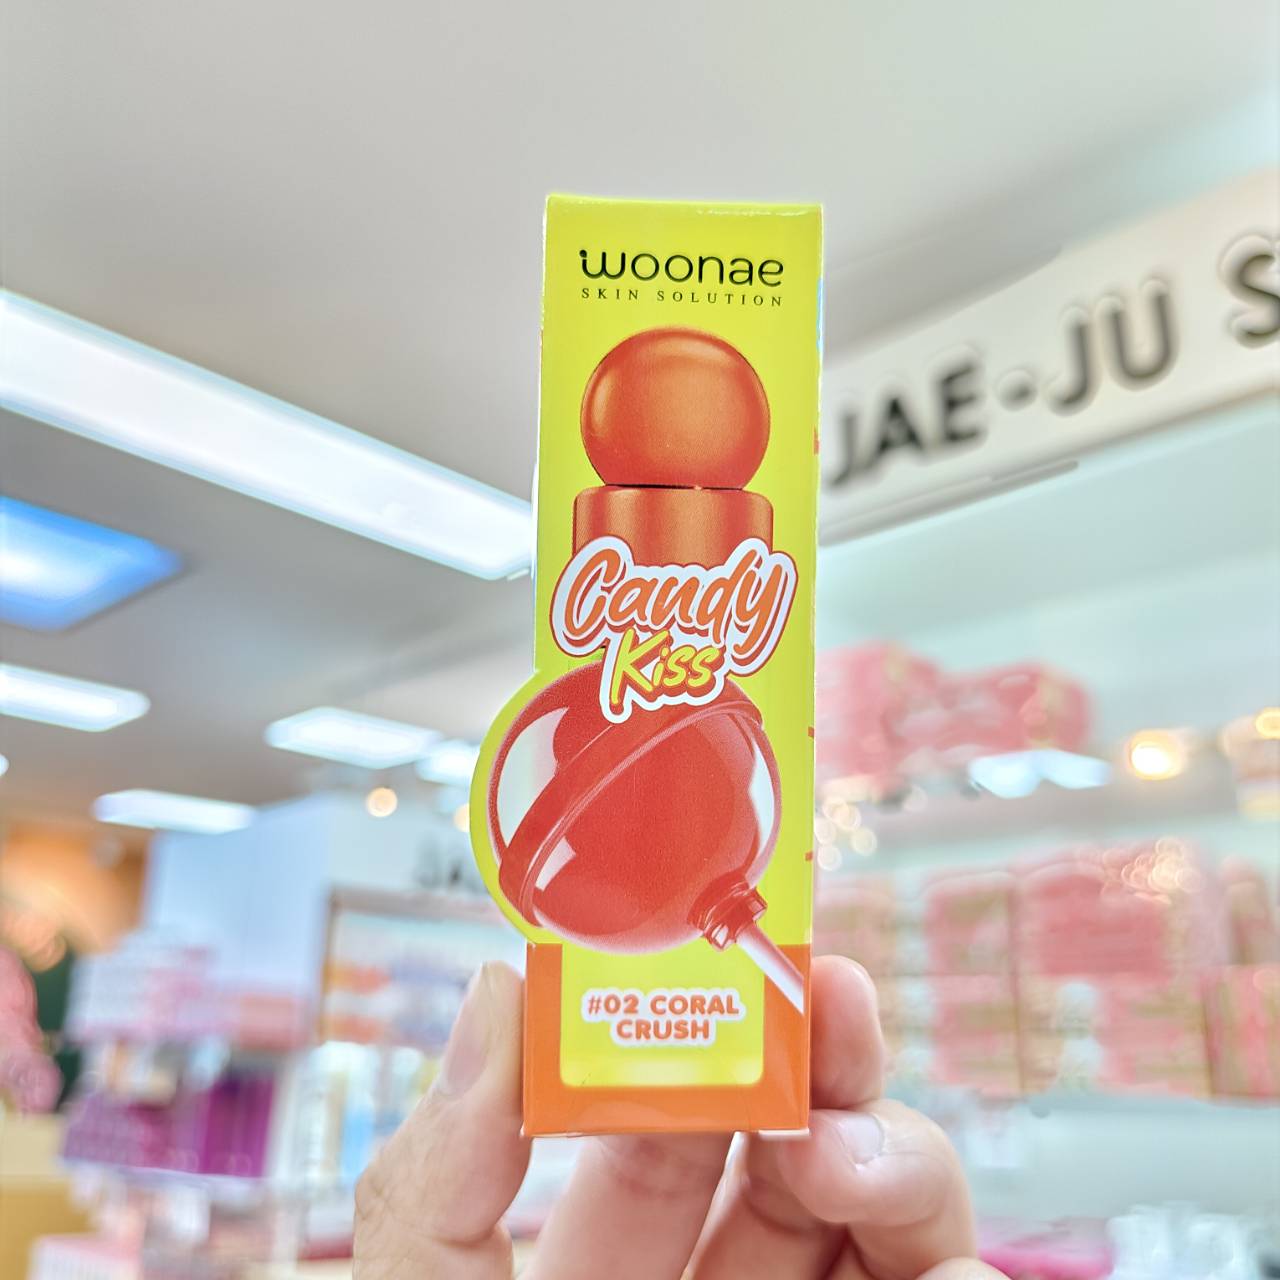 woonae
SKIN SOLUTION
Candy
Kiss
#02 CORAL
CRUSH
JAE-JU S